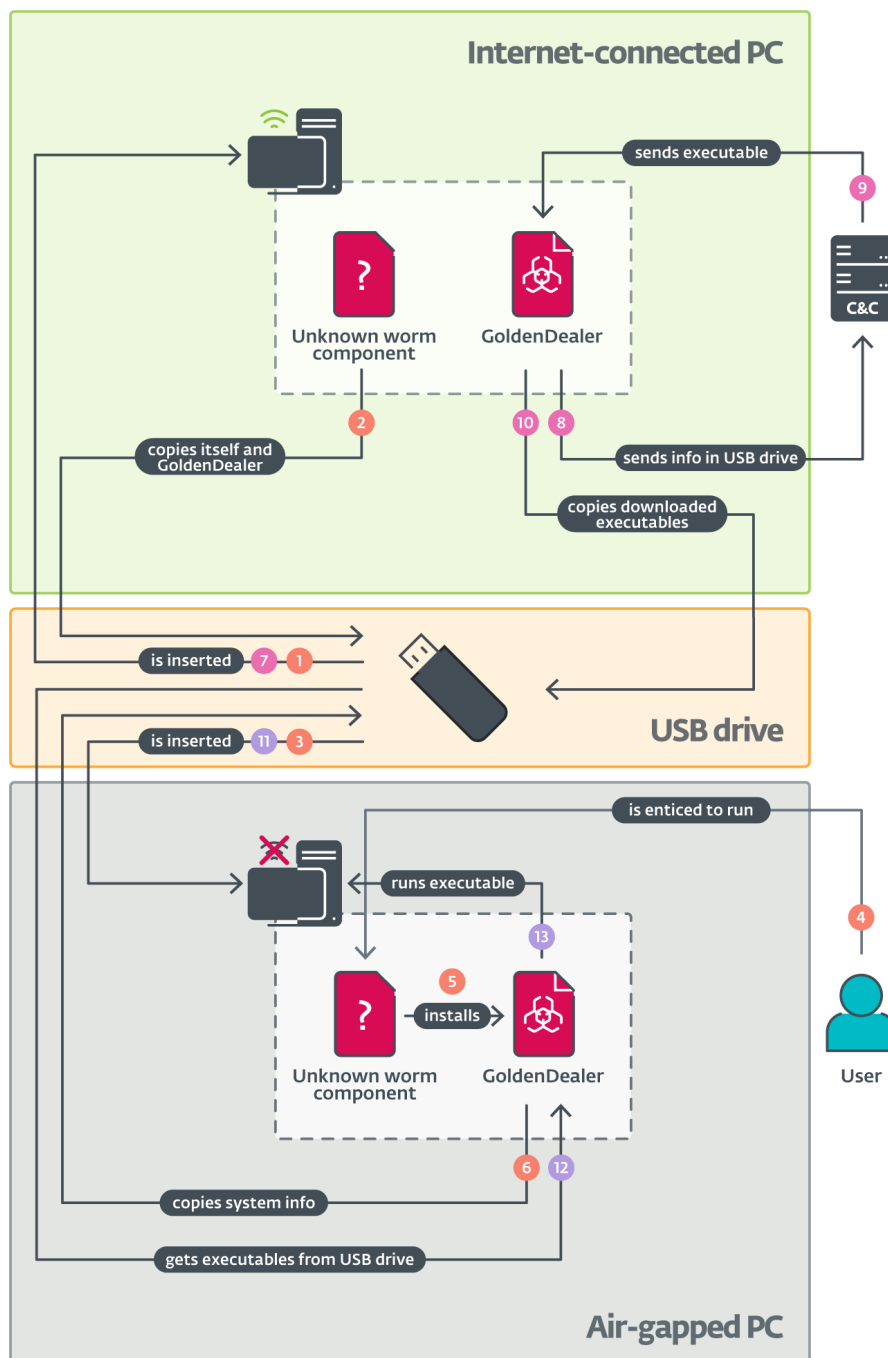 Internet-connected PC
sends executable
9
C&C
?
Unknown worm
component
GoldenDealer
2
10
8
copies itself and
GoldenDealer
sends info in USB drive
copies downloaded
executables
is inserted
7
1
USB drive
is inserted
11
3
is enticed to run
4
User
runs executable
13
5
?
installs
Unknown worm
component
GoldenDealer
6
12
copies system info
gets executables from USB drive
Air-gapped PC